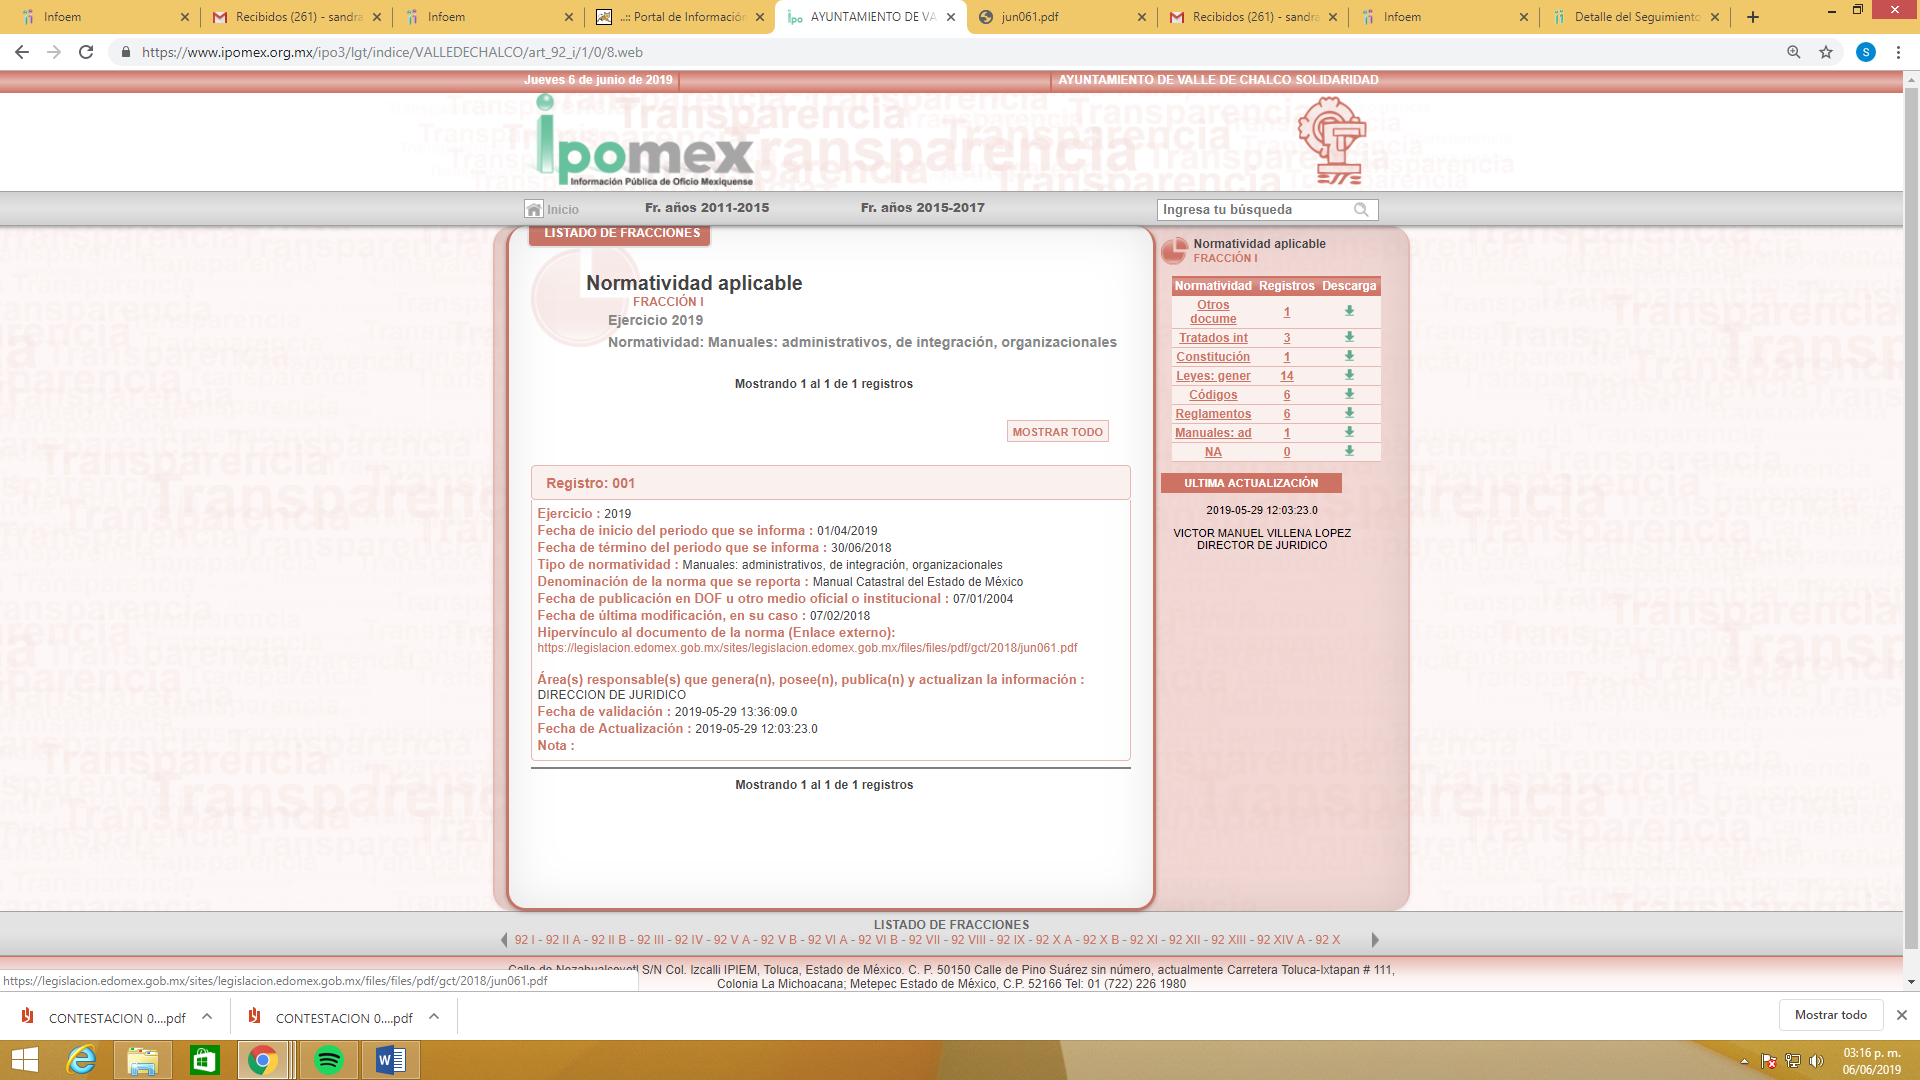 Infoem
Recibidos (261) - sandra
Infoem
..:: Portal de Información
AYUNTAMIENTO DE VA
jun061.pdf
Recibidos (261) - sandra
Infoem
Detalle del Seguimiento
https://www.ipomex.org.mx/ipo3/lgt/indice/VALLEDECHALCO/art_92_i/1/0/8.web
S
Jueves 6 de junio de 2019
AYUNTAMIENTO DE VALLE DE CHALCO SOLIDARIDAD
ipomex
Información Pública de Oficio Mexiquense
Transparencia
Inicio
Fr. años 2011-2015
Fr. años 2015-2017
Ingresa tu búsqueda
LISTADO DE FRACCIONES
Normatividad aplicable
FRACCIÓN I
Ejercicio 2019
Normatividad: Manuales: administrativos, de integración, organizacionales
Mostrando 1 al 1 de 1 registros
MOSTRAR TODO
Registro: 001
Ejercicio : 2019
Fecha de inicio del periodo que se informa : 01/04/2019
Fecha de término del periodo que se informa : 30/06/2018
Tipo de normatividad : Manuales: administrativos, de integración, organizacionales
Denominación de la norma que se reporta : Manual Catastral del Estado de México
Fecha de publicación en DOF u otro medio oficial o institucional : 07/01/2004
Fecha de última modificación, en su caso : 07/02/2018
Hipervínculo al documento de la norma (Enlace externo):
https://legislacion.edomex.gob.mx/sites/legislacion.edomex.gob.mx/files/files/pdf/gct/2018/jun061.pdf
Área(s) responsable(s) que genera(n), posee(n), publica(n) y actualizan la información :
DIRECCION DE JURIDICO
Fecha de validación : 2019-05-29 13:36:09.0
Fecha de Actualización : 2019-05-29 12:03:23.0
Nota :
Mostrando 1 al 1 de 1 registros
Normatividad aplicable
FRACCIÓN I
Normatividad Registros Descarga
Otros docume 1
Tratados int 3
Constitución 1
Leyes: gener 14
Códigos 6
Reglamentos 6
Manuales: ad 1
NA 0
ULTIMA ACTUALIZACIÓN
2019-05-29 12:03:23.0
VICTOR MANUEL VILLENA LOPEZ
DIRECTOR DE JURIDICO
LISTADO DE FRACCIONES
92 I - 92 II A - 92 II B - 92 III - 92 IV - 92 V A - 92 V B - 92 VI A - 92 VI B - 92 VII - 92 VIII - 92 IX - 92 X A - 92 X B - 92 XI - 92 XII - 92 XIII - 92 XIV A - 92 X
Calle de Nezahualcoyotl S/N Col. Izcalli IPIEM, Toluca, Estado de México. C. P. 50150 Calle de Pino Suárez sin número, actualmente Carretera Toluca-Ixtapan # 111,
Colonia La Michoacana; Metepec Estado de México, C.P. 52166 Tel: 01 (722) 226 1980
https://legislacion.edomex.gob.mx/sites/legislacion.edomex.gob.mx/files/files/pdf/gct/2018/jun061.pdf
CONTESTACION 0....pdf
CONTESTACION 0....pdf
Mostrar todo
03:16 p. m.
06/06/2019